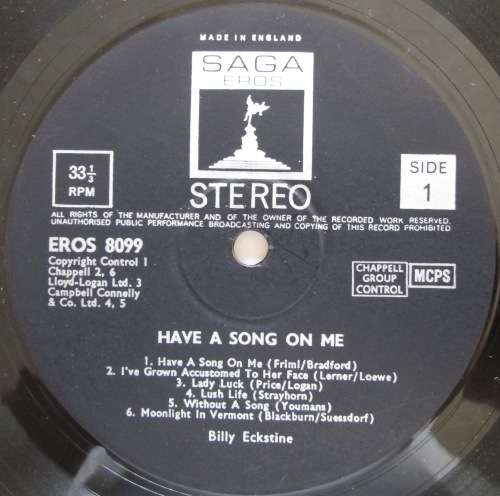 MADE IN ENGLAND
SAGA
EROS
33 1/3
RPM
SIDE
1
STEREO
ALL RIGHTS OF THE MANUFACTURER AND OF THE OWNER OF THE RECORDED WORK RESERVED.
UNAUTHORISED PUBLIC PERFORMANCE BROADCASTING AND COPYING OF THIS RECORD PROHIBITED
EROS 8099
Copyright Control 1
Chappell 2, 6
Lloyd-Logan Ltd. 3
Campbell Connelly
& Co. Ltd. 4, 5
CHAPPELL
GROUP
CONTROL
MCPS
HAVE A SONG ON ME
1. Have A Song On Me (Friml/Bradford)
2. I've Grown Accustomed To Her Face (Lerner/Loewe)
3. Lady Luck (Price/Logan)
4. Lush Life (Strayhorn)
5. Without A Song (Youmans)
6. Moonlight In Vermont (Blackburn/Suessdorf)
Billy Eckstine